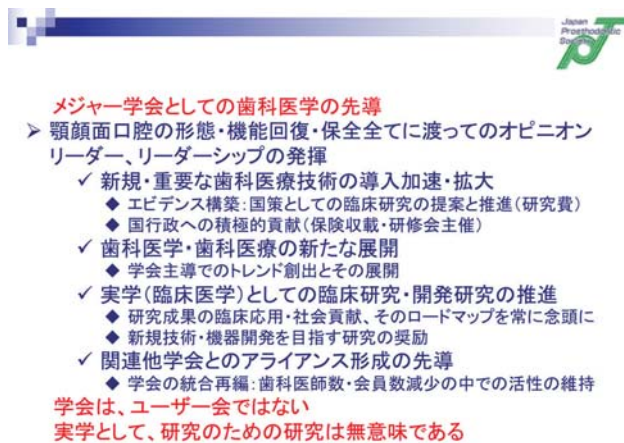 Japan
Prosthodontic
Society
メジャー学会としての歯科医学の先導
➢ 顎顔面口腔の形態・機能回復・保全全てに渡ってのオピニオン
リーダー、リーダーシップの発揮
✓ 新規・重要な歯科医療技術の導入加速・拡大
◆ エビデンス構築:国策としての臨床研究の提案と推進(研究費)
◆ 国行政への積極的貢献(保険収載・研修会主催)
✓ 歯科医学・歯科医療の新たな展開
◆ 学会主導でのトレンド創出とその展開
✓ 実学(臨床医学)としての臨床研究・開発研究の推進
◆ 研究成果の臨床応用・社会貢献、そのロードマップを常に念頭に
◆ 新規技術・機器開発を目指す研究の奨励
✓ 関連他学会とのアライアンス形成の先導
◆ 学会の統合再編:歯科医師数・会員数減少の中での活性の維持
学会は、ユーザー会ではない
実学として、研究のための研究は無意味である